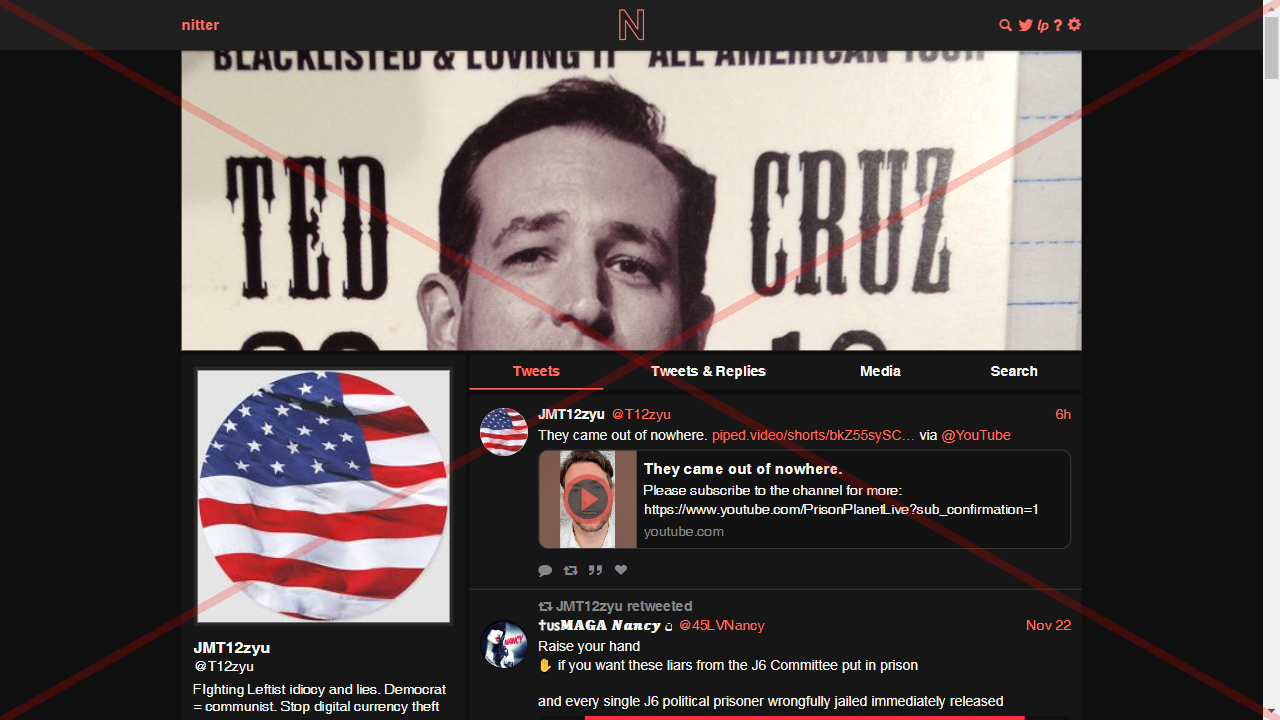 nitter
N
lp ?
BLACKLISTED & LOVING IT ALL AMERICAN TOUR
TED CRUZ
Tweets
Tweets & Replies
Media
Search
JMT12zyu @T12zyu 6h
They came out of nowhere. piped.video/shorts/bkZ55sySC… via @YouTube
They came out of nowhere.
Please subscribe to the channel for more:
https://www.youtube.com/PrisonPlanetLive?sub_confirmation=1
youtube.com
JMT12zyu retweeted
MAGA Nancy @45LVNancy Nov 22
NANCY
Raise your hand
✋ if you want these liars from the J6 Committee put in prison
and every single J6 political prisoner wrongfully jailed immediately released
JMT12zyu
@T12zyu
FIghting Leftist idiocy and lies. Democrat
= communist. Stop digital currency theft